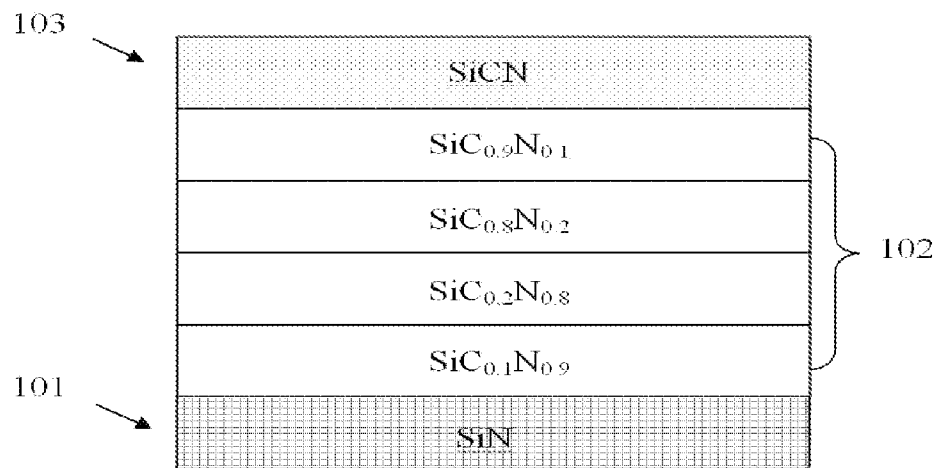 103
SiCN
SiC₀.₉N₀.₁
SiC₀.₈N₀.₂
102
SiC₀.₂N₀.₈
SiC₀.₁N₀.₉
101
SiN